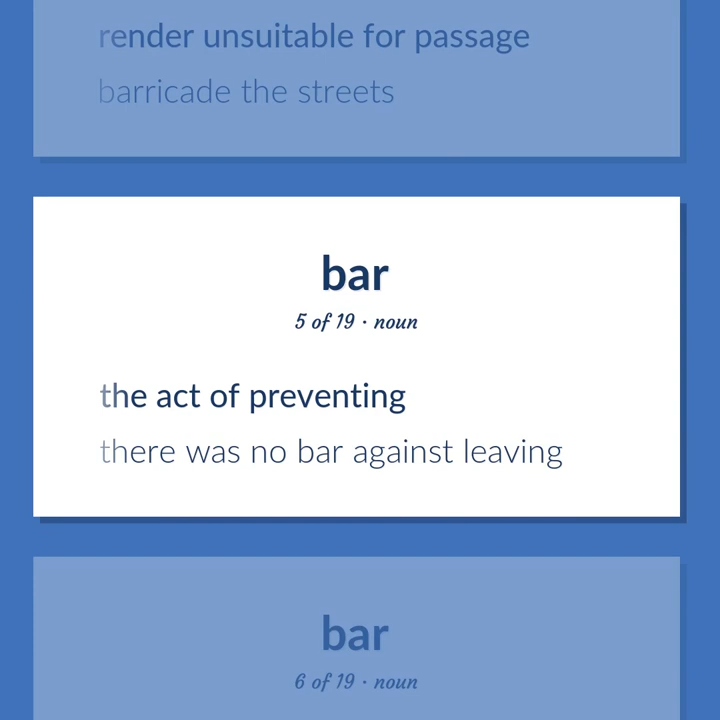 render unsuitable for passage
barricade the streets
bar
5 of 19 · noun
the act of preventing
there was no bar against leaving
bar
6 of 19 · noun